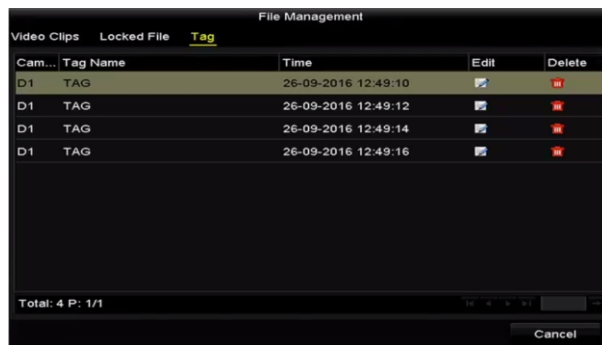 File Management
Video Clips Locked File Tag
Cam... Tag Name Time Edit Delete
D1 TAG 26-09-2016 12:49:10
D1 TAG 26-09-2016 12:49:12
D1 TAG 26-09-2016 12:49:14
D1 TAG 26-09-2016 12:49:16
Total: 4 P: 1/1
Cancel